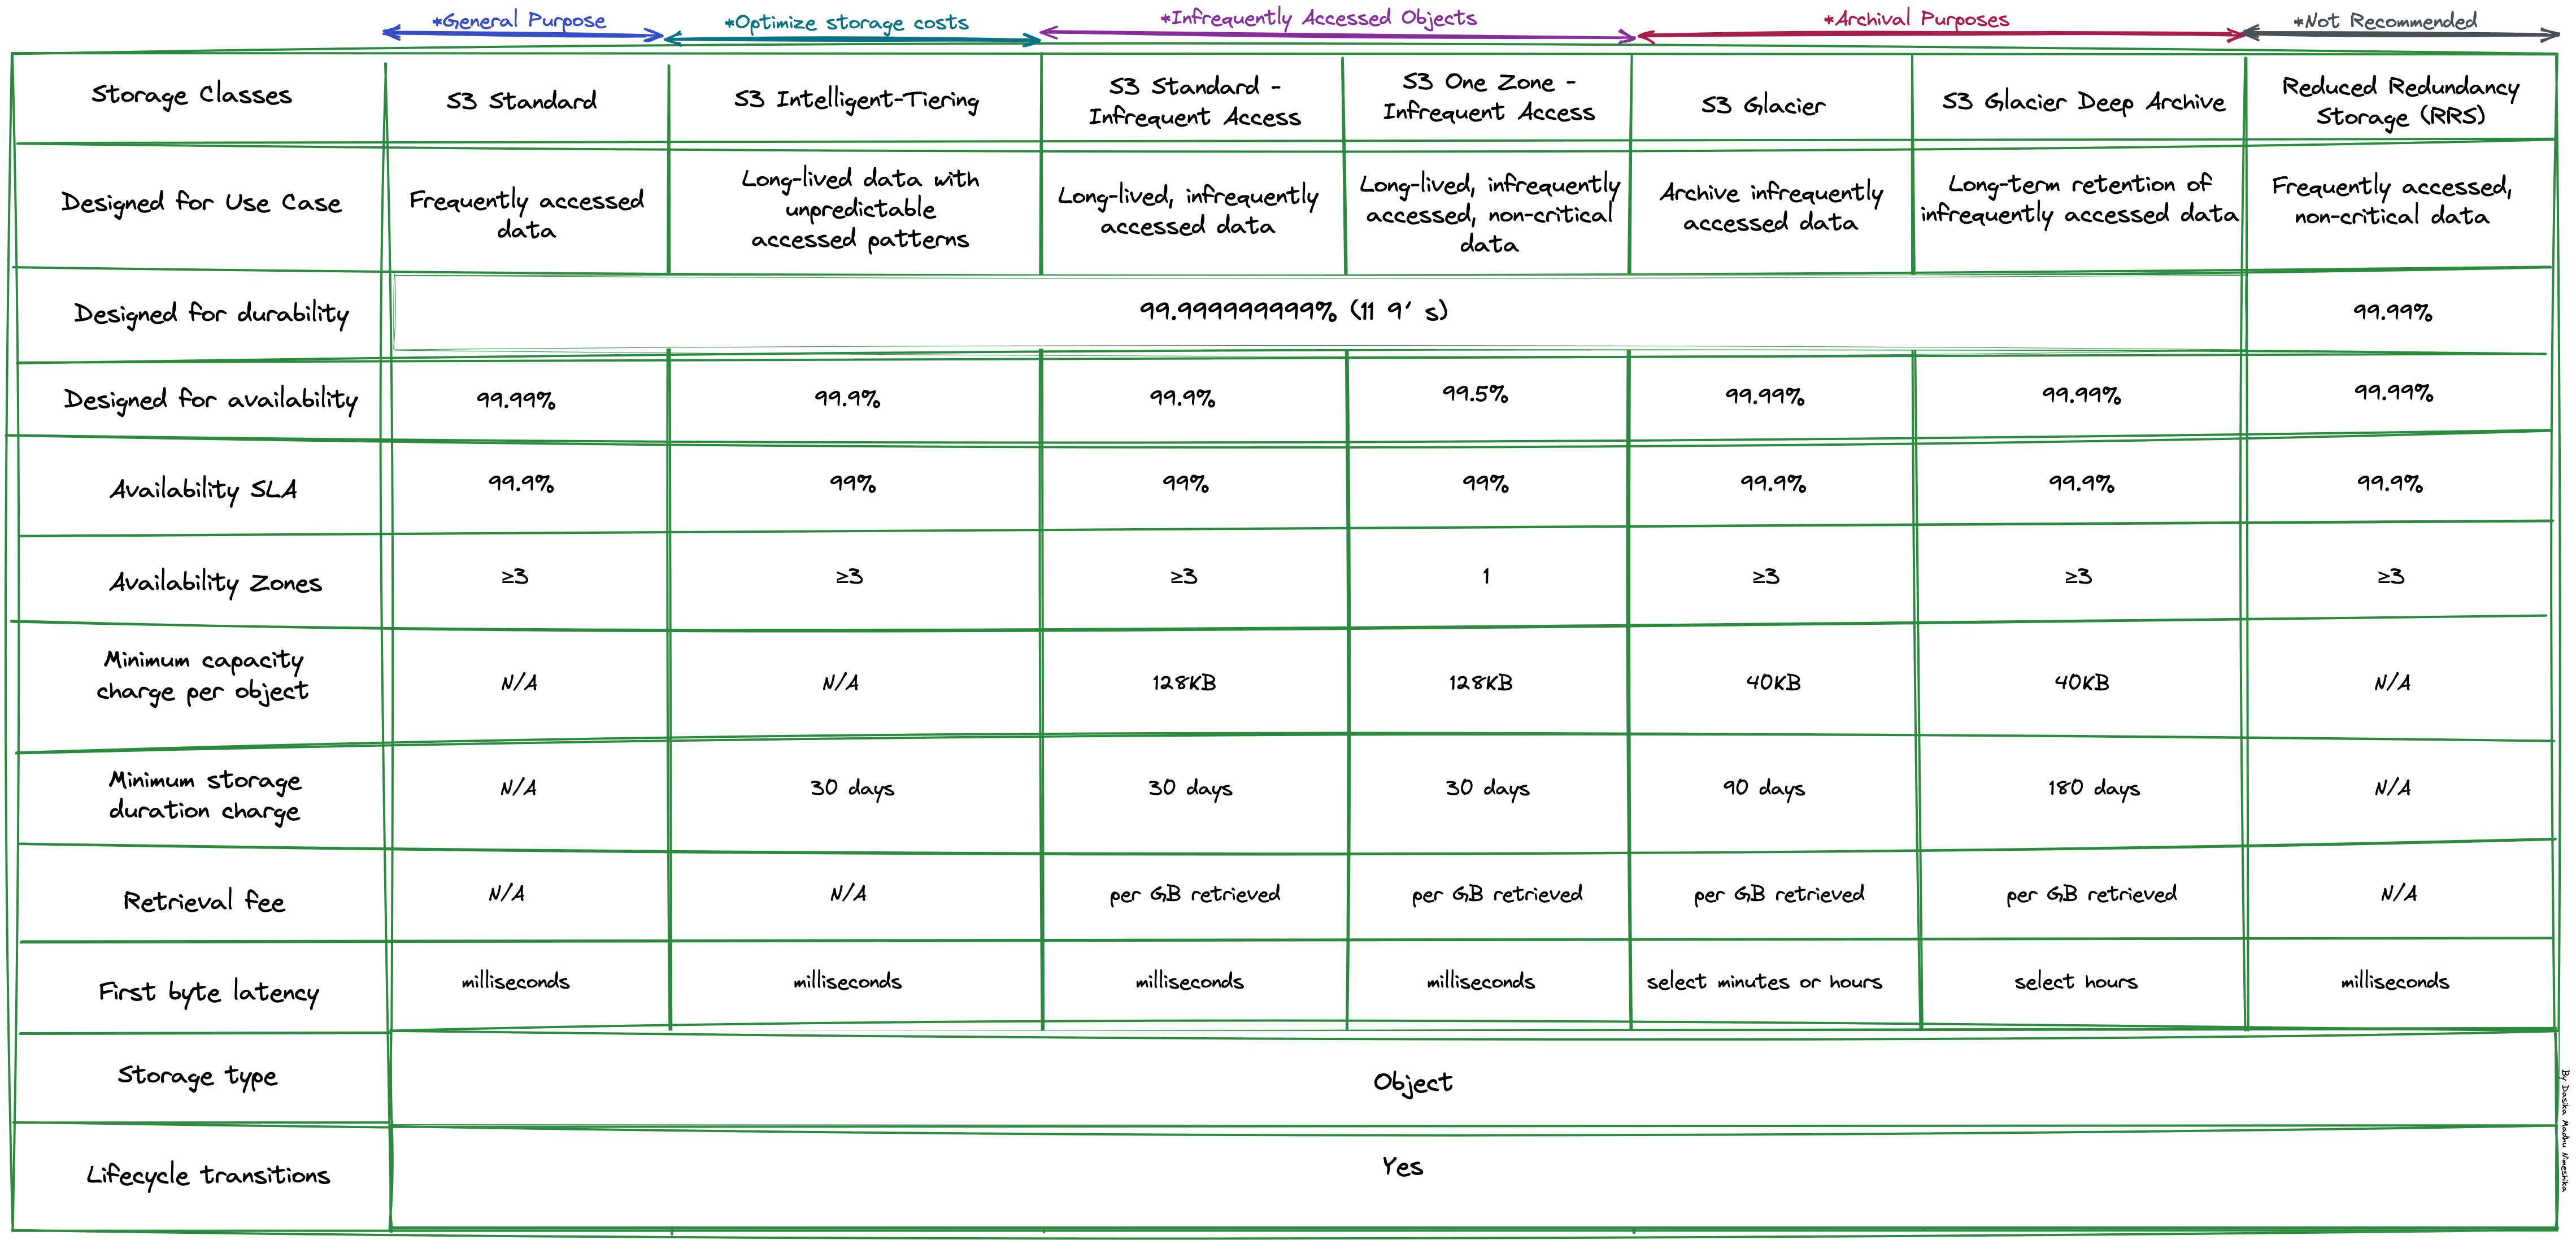 *General Purpose
*Optimize storage costs
*Infrequently Accessed Objects
*Archival Purposes
*Not Recommended
Storage Classes
S3 Standard
S3 Intelligent-Tiering
S3 Standard -
Infrequent Access
S3 One Zone -
Infrequent Access
S3 Glacier
S3 Glacier Deep Archive
Reduced Redundancy
Storage (RRS)
Designed for Use Case
Frequently accessed
data
Long-lived data with
unpredictable
accessed patterns
Long-lived, infrequently
accessed data
Long-lived, infrequently
accessed, non-critical
data
Archive infrequently
accessed data
Long-term retention of
infrequently accessed data
Frequently accessed,
non-critical data
Designed for durability
99.999999999% (11 9' s)
99.99%
Designed for availability
99.99%
99.9%
99.9%
99.5%
99.99%
99.99%
99.99%
Availability SLA
99.9%
99%
99%
99%
99.9%
99.9%
99.9%
Availability Zones
≥3
≥3
≥3
1
≥3
≥3
≥3
Minimum capacity
charge per object
N/A
N/A
128KB
128KB
40KB
40KB
N/A
Minimum storage
duration charge
N/A
30 days
30 days
30 days
90 days
180 days
N/A
Retrieval fee
N/A
N/A
per GB retrieved
per GB retrieved
per GB retrieved
per GB retrieved
N/A
First byte latency
milliseconds
milliseconds
milliseconds
milliseconds
select minutes or hours
select hours
milliseconds
Storage type
Object
Lifecycle transitions
Yes
By Dasika Madhu Nimeshika